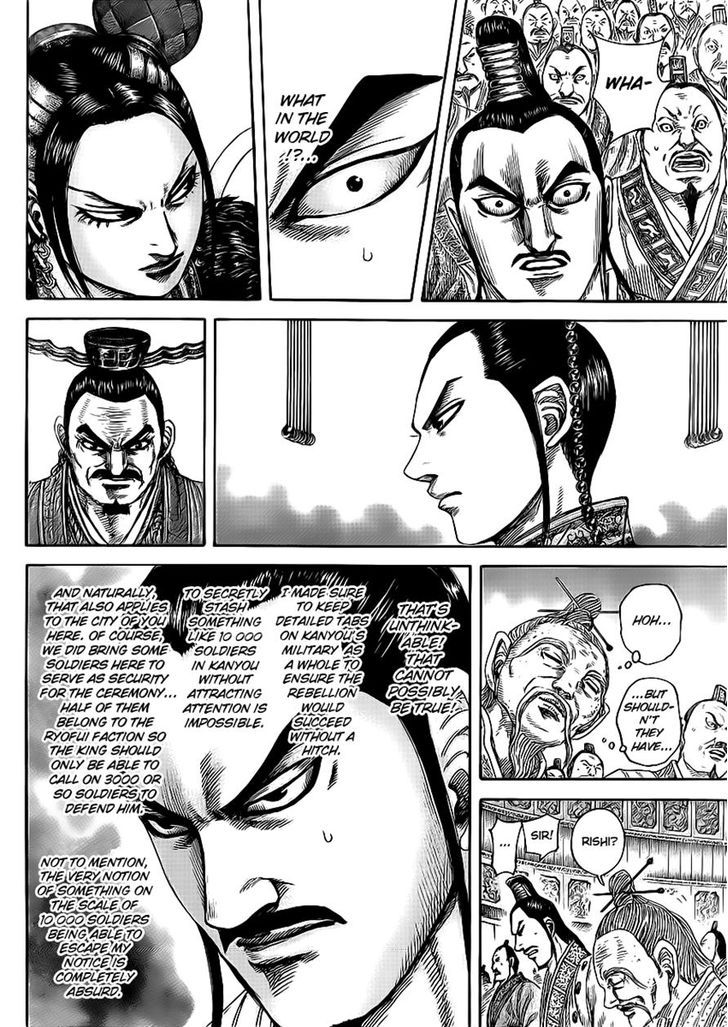 WHA-
WHAT
IN THE
WORLD
!?...
HOH...
...BUT
SHOULD-
N'T
THEY
HAVE...
THAT'S
UNTHINK-
ABLE!
THAT
CANNOT
POSSIBLY
BE TRUE!
I MADE SURE
TO KEEP
DETAILED TABS
ON KANYOU'S
MILITARY AS
A WHOLE TO
ENSURE THE
REBELLION
WOULD
SUCCEED
WITHOUT A
HITCH.
TO SECRETLY
STASH
SOMETHING
LIKE 10 000
SOLDIERS
IN KANYOU
WITHOUT
ATTRACTING
ATTENTION IS
IMPOSSIBLE.
AND NATURALLY,
THAT ALSO APPLIES
TO THE CITY OF YOU
HERE. OF COURSE,
WE DID BRING SOME
SOLDIERS HERE TO
SERVE AS SECURITY
FOR THE CEREMONY...
HALF OF THEM
BELONG TO THE
RYOFUI FACTION SO
THE KING SHOULD
ONLY BE ABLE TO
CALL ON 3000 OR
SO SOLDIERS TO
DEFEND HIM.
NOT TO MENTION,
THE VERY NOTION
OF SOMETHING ON
THE SCALE OF
10 000 SOLDIERS
BEING ABLE TO
ESCAPE MY
NOTICE IS
COMPLETELY
ABSURD.
RISHI?
SIR!
...